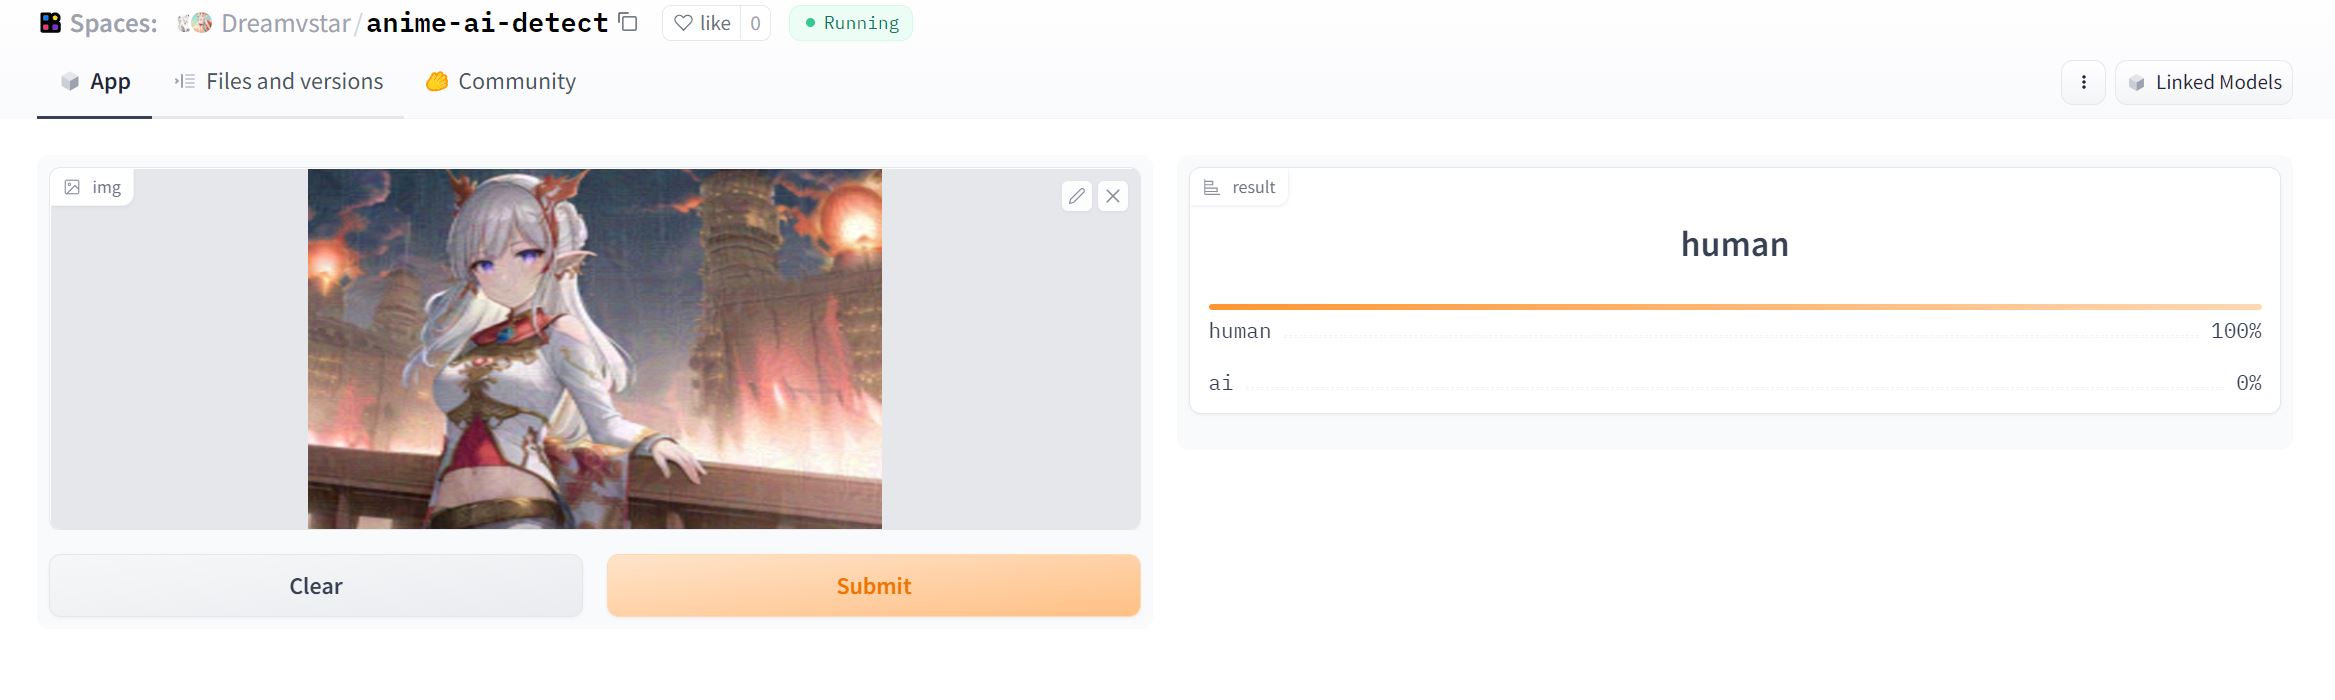 Spaces: Dreamvstar/anime-ai-detect like 0 Running
App Files and versions Community Linked Models
img
Clear Submit
result
human
human 100%
ai 0%